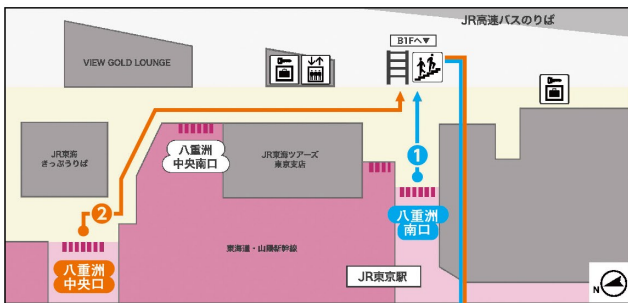 JR高速バスのりば
B1Fへ▼
VIEW GOLD LOUNGE
JR東海
きっぷうりば
八重洲
中央南口
JR東海ツアーズ
東京支店
1
2
八重洲
南口
八重洲
中央口
東海道・山陽新幹線
JR東京駅
N